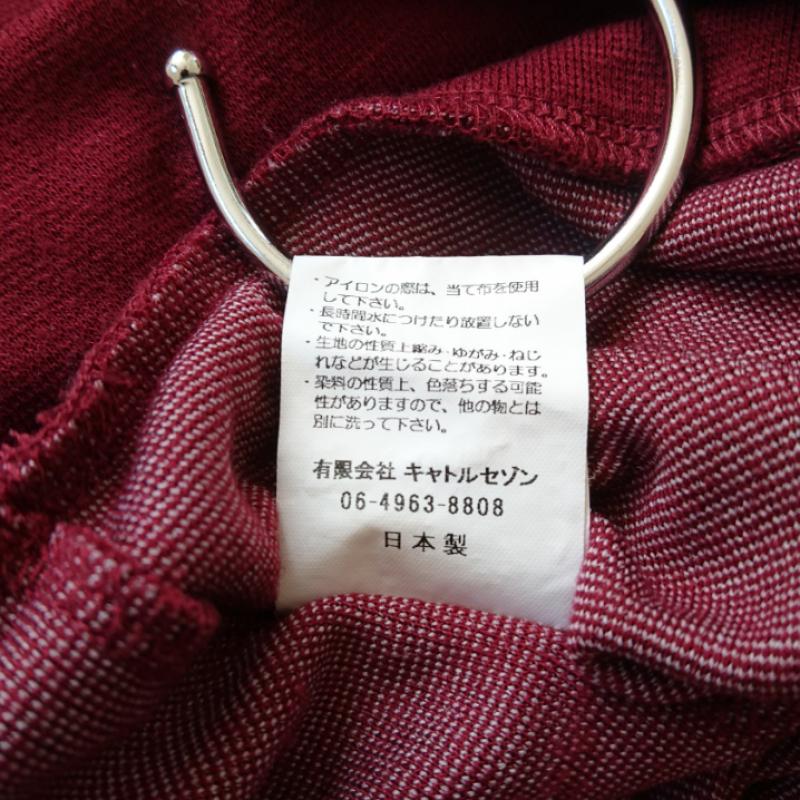 ・アイロンの際は、当て布を使用
して下さい。
・長時間水につけたり放置しない
で下さい。
・生地の性質上縮み・ゆがみ・ねじ
れなどが生じることがあります。
・染料の性質上、色落ちする可能
性がありますので、他の物とは
別に洗って下さい。
有限会社 キャトルセゾン
06-4963-8808
日本製